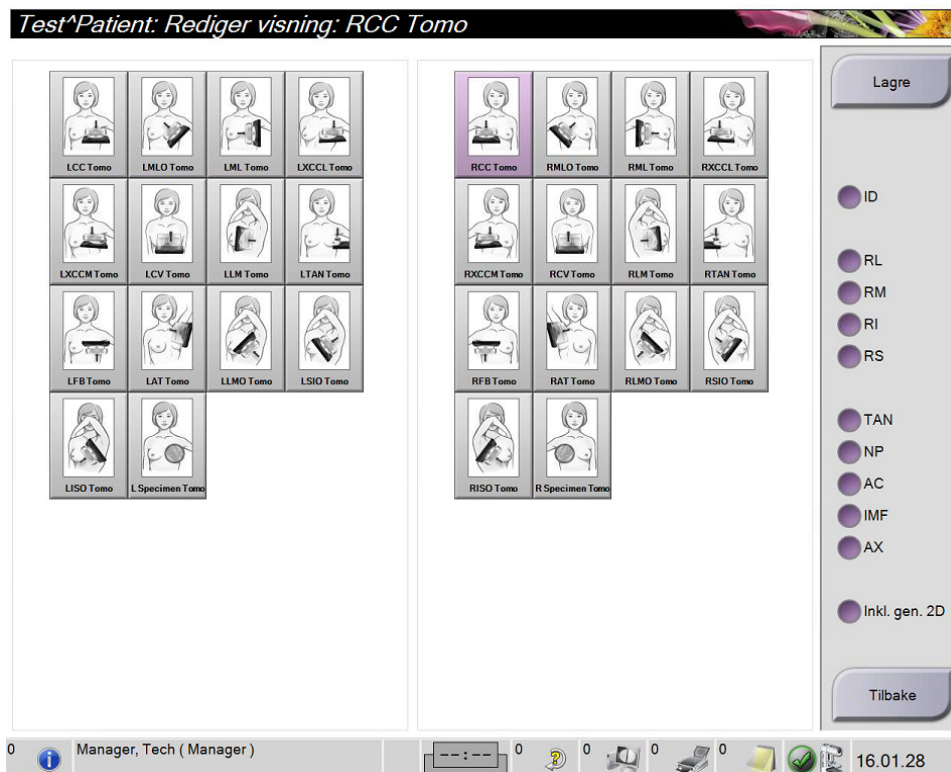 Test^Patient: Rediger visning: RCC Tomo
LCC Tomo LMLO Tomo LML Tomo LXCCL Tomo
LXCCM Tomo LCV Tomo LLM Tomo LTAN Tomo
LFB Tomo LAT Tomo LLMO Tomo LSIO Tomo
LISO Tomo L Specimen Tomo
RCC Tomo RMLO Tomo RML Tomo RXCCL Tomo
RXCCM Tomo RCV Tomo RLM Tomo RTAN Tomo
RFB Tomo RAT Tomo RLMO Tomo RSIO Tomo
RISO Tomo R Specimen Tomo
Lagre
ID
RL
RM
RI
RS
TAN
NP
AC
IMF
AX
Inkl. gen. 2D
Tilbake
0 Manager, Tech ( Manager ) --:-- 0 0 0 0 16.01.28